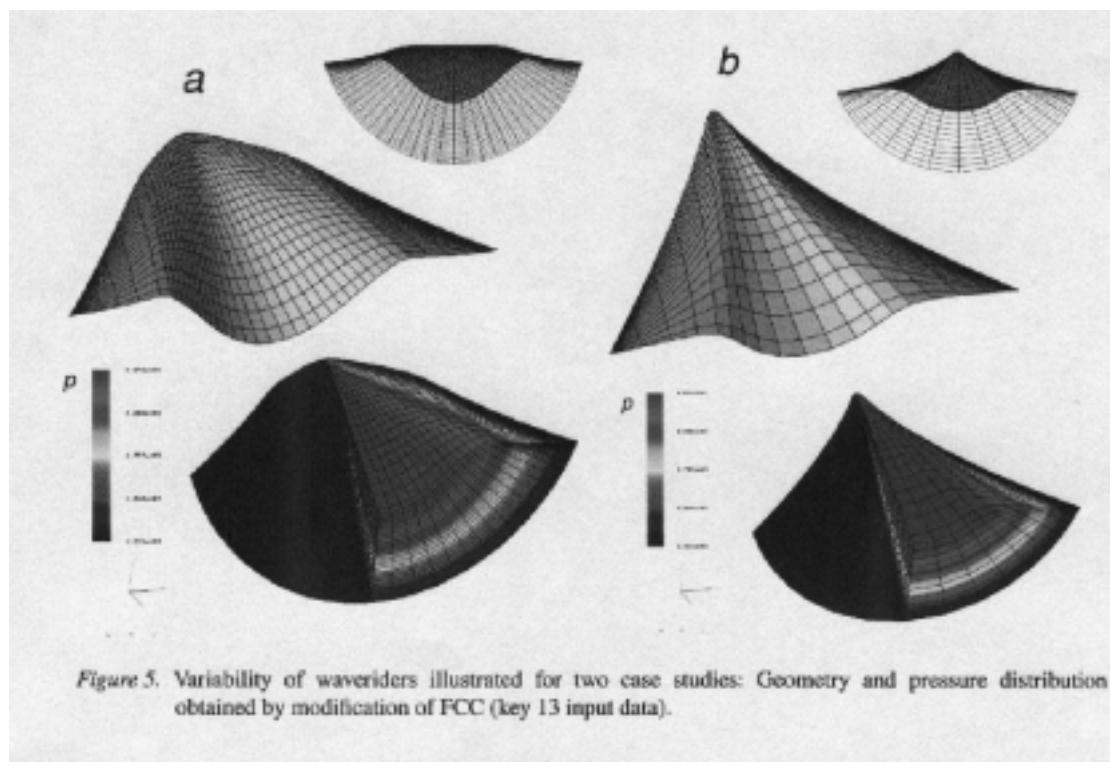 a
b
p
p
Figure 5. Variability of waveriders illustrated for two case studies: Geometry and pressure distribution
obtained by modification of FCC (key 13 input data).